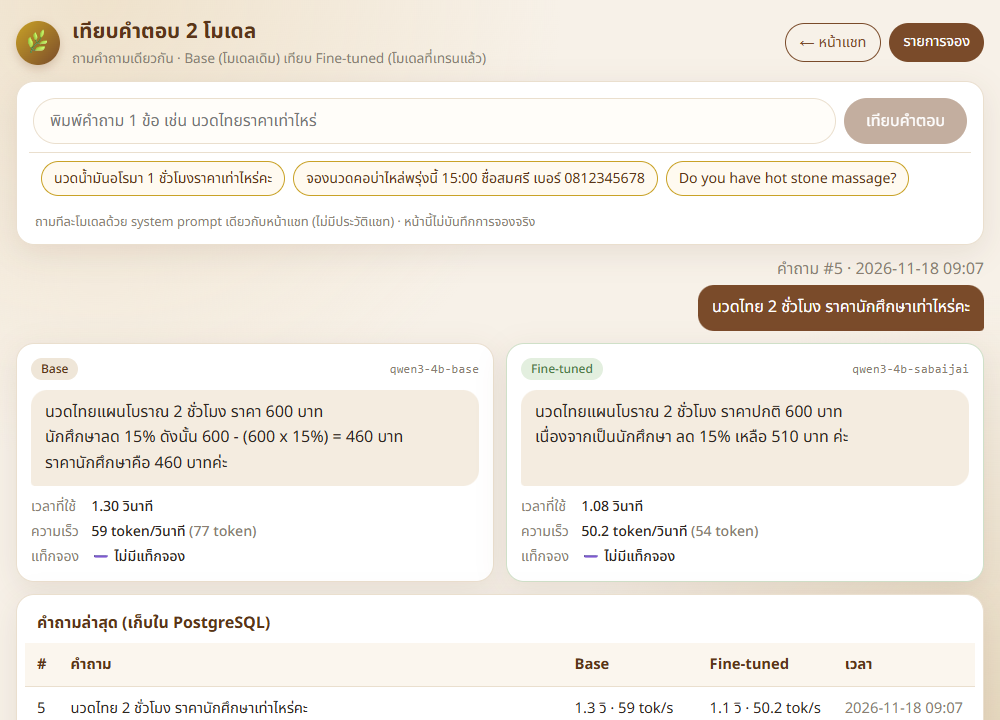 เทียบคำตอบ 2 โมเดล
ถามคำถามเดียวกัน · Base (โมเดลเดิม) เทียบ Fine-tuned (โมเดลที่เทรนแล้ว)
← หน้าแชท
รายการจอง
พิมพ์คำถาม 1 ข้อ เช่น นวดไทยราคาเท่าไหร่
เทียบคำตอบ
นวดน้ำมันอโรมา 1 ชั่วโมงราคาเท่าไหร่คะ
จองนวดคอบ่าไหล่พรุ่งนี้ 15:00 ชื่อสมศรี เบอร์ 0812345678
Do you have hot stone massage?
ถามทีละโมเดลด้วย system prompt เดียวกับหน้าแชท (ไม่มีประวัติแชท) · หน้านี้ไม่บันทึกการจองจริง
คำถาม #5 · 2026-11-18 09:07
นวดไทย 2 ชั่วโมง ราคานักศึกษาเท่าไหร่คะ
Base
qwen3-4b-base
นวดไทยแผนโบราณ 2 ชั่วโมง ราคา 600 บาท
นักศึกษาลด 15% ดังนั้น 600 - (600 x 15%) = 460 บาท
ราคานักศึกษาคือ 460 บาทค่ะ
เวลาที่ใช้ 1.30 วินาที
ความเร็ว 59 token/วินาที (77 token)
แท็กจอง — ไม่มีแท็กจอง
Fine-tuned
qwen3-4b-sabaijai
นวดไทยแผนโบราณ 2 ชั่วโมง ราคาปกติ 600 บาท
เนื่องจากเป็นนักศึกษา ลด 15% เหลือ 510 บาท ค่ะ
เวลาที่ใช้ 1.08 วินาที
ความเร็ว 50.2 token/วินาที (54 token)
แท็กจอง — ไม่มีแท็กจอง
คำถามล่าสุด (เก็บใน PostgreSQL)
# คำถาม Base Fine-tuned เวลา
5 นวดไทย 2 ชั่วโมง ราคานักศึกษาเท่าไหร่คะ 1.3 วิ · 59 tok/s 1.1 วิ · 50.2 tok/s 2026-11-18 09:07